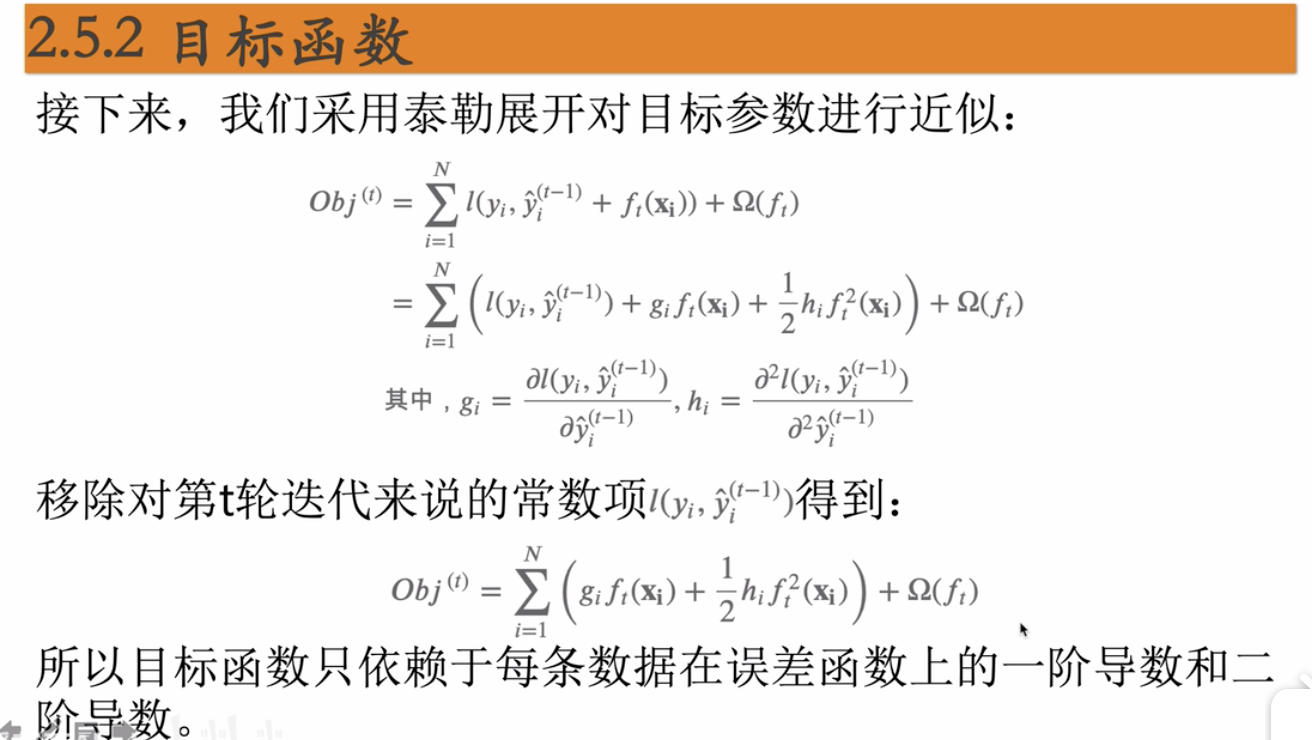 2.5.2 目标函数
接下来，我们采用泰勒展开对目标参数进行近似：
$Obj^{(t)} = \sum_{i=1}^{N} l(y_i, \hat{y}_i^{(t-1)} + f_t(\mathbf{x_i})) + \Omega(f_t)$
$= \sum_{i=1}^{N} \left( l(y_i, \hat{y}_i^{(t-1)}) + g_i f_t(\mathbf{x_i}) + \frac{1}{2} h_i f_t^2(\mathbf{x_i}) \right) + \Omega(f_t)$
其中，$g_i = \frac{\partial l(y_i, \hat{y}_i^{(t-1)})}{\partial \hat{y}_i^{(t-1)}}, h_i = \frac{\partial^2 l(y_i, \hat{y}_i^{(t-1)})}{\partial^2 \hat{y}_i^{(t-1)}}$
移除对第t轮迭代来说的常数项$l(y_i, \hat{y}_i^{(t-1)})$得到：
$Obj^{(t)} = \sum_{i=1}^{N} \left( g_i f_t(\mathbf{x_i}) + \frac{1}{2} h_i f_t^2(\mathbf{x_i}) \right) + \Omega(f_t)$
所以目标函数只依赖于每条数据在误差函数上的一阶导数和二
阶导数。